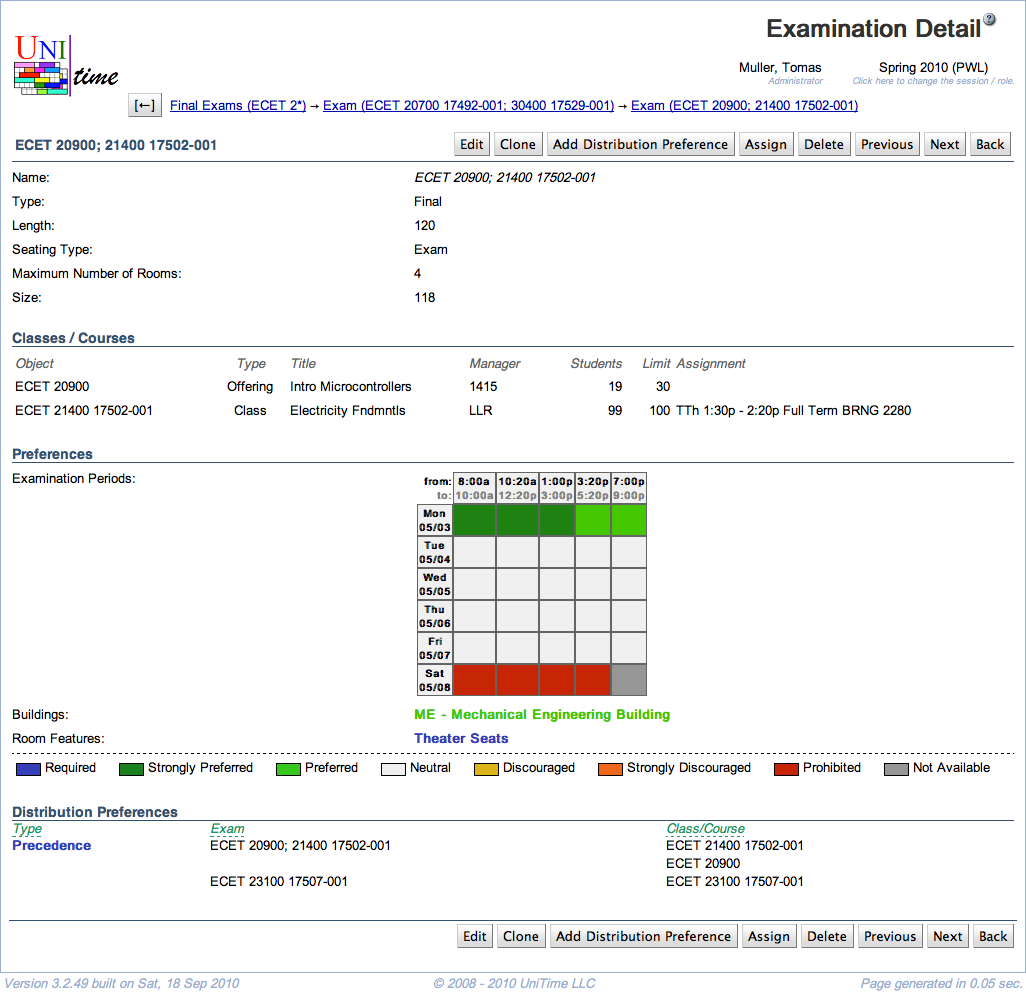 Examination Detail ?
UNI time
Muller, Tomas Spring 2010 (PWL)
Administrator Click here to change the session / role.
[←] Final Exams (ECET 2*) → Exam (ECET 20700 17492-001; 30400 17529-001) → Exam (ECET 20900; 21400 17502-001)
ECET 20900; 21400 17502-001 Edit Clone Add Distribution Preference Assign Delete Previous Next Back
Name: ECET 20900; 21400 17502-001
Type: Final
Length: 120
Seating Type: Exam
Maximum Number of Rooms: 4
Size: 118
Classes / Courses
Object Type Title Manager Students Limit Assignment
ECET 20900 Offering Intro Microcontrollers 1415 19 30
ECET 21400 17502-001 Class Electricity Fndmntls LLR 99 100 TTh 1:30p - 2:20p Full Term BRNG 2280
Preferences
Examination Periods:
from: 8:00a 10:20a 1:00p 3:20p 7:00p
to: 10:00a 12:20p 3:00p 5:20p 9:00p
Mon
05/03
Tue
05/04
Wed
05/05
Thu
05/06
Fri
05/07
Sat
05/08
Buildings: ME - Mechanical Engineering Building
Room Features: Theater Seats
Required Strongly Preferred Preferred Neutral Discouraged Strongly Discouraged Prohibited Not Available
Distribution Preferences
Type Exam Class/Course
Precedence ECET 20900; 21400 17502-001 ECET 21400 17502-001
ECET 20900
ECET 23100 17507-001 ECET 23100 17507-001
Edit Clone Add Distribution Preference Assign Delete Previous Next Back
Version 3.2.49 built on Sat, 18 Sep 2010 © 2008 - 2010 UniTime LLC Page generated in 0.05 sec.